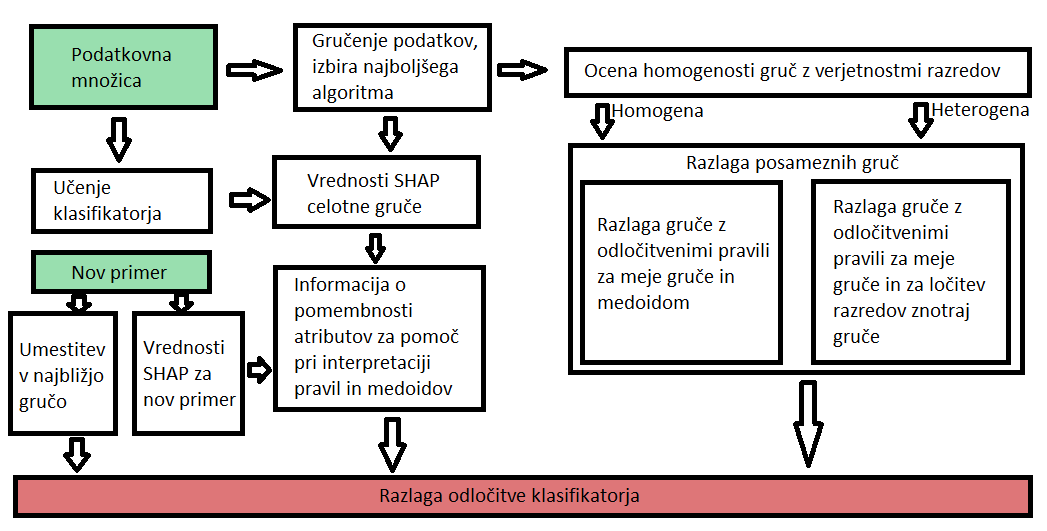 Podatkovna
množica
Gručenje podatkov,
izbira najboljšega
algoritma
Ocena homogenosti gruč z verjetnostmi razredov
Homogena
Heterogena
Učenje
klasifikatorja
Vrednosti SHAP
celotne gruče
Razlaga posameznih gruč
Razlaga gruče z
odločitvenimi pravili
za meje gruče in
medoidom
Razlaga gruče z
odločitvenimi
pravili za meje
gruče in za ločitev
razredov znotraj
gruče
Nov primer
Umestitev
v najbližjo
gručo
Vrednosti
SHAP za
nov primer
Informacija o
pomembnosti
atributov za pomoč
pri interpretaciji
pravil in medoidov
Razlaga odločitve klasifikatorja